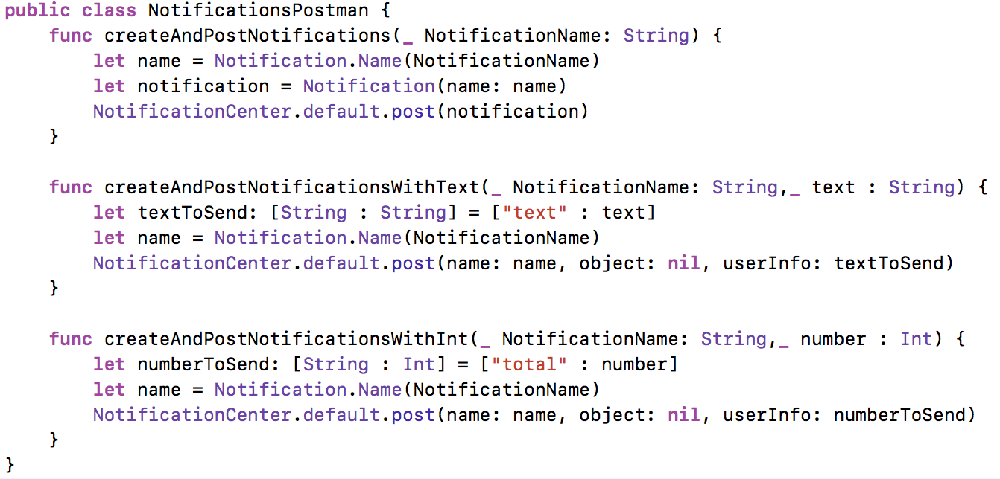 public class NotificationsPostman {
    func createAndPostNotifications(_ NotificationName: String) {
        let name = Notification.Name(NotificationName)
        let notification = Notification(name: name)
        NotificationCenter.default.post(notification)
    }

    func createAndPostNotificationsWithText(_ NotificationName: String,_ text : String) {
        let textToSend: [String : String] = ["text" : text]
        let name = Notification.Name(NotificationName)
        NotificationCenter.default.post(name: name, object: nil, userInfo: textToSend)
    }

    func createAndPostNotificationsWithInt(_ NotificationName: String,_ number : Int) {
        let numberToSend: [String : Int] = ["total" : number]
        let name = Notification.Name(NotificationName)
        NotificationCenter.default.post(name: name, object: nil, userInfo: numberToSend)
    }
}